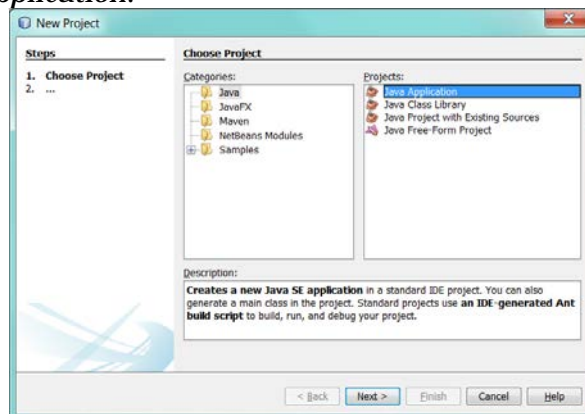 pplication.
New Project
Steps
1. Choose Project
2. ...
Choose Project
Categories:
Java
JavaFX
Maven
NetBeans Modules
Samples
Projects:
Java Application
Java Class Library
Java Project with Existing Sources
Java Free-Form Project
Description:
Creates a new Java SE application in a standard IDE project. You can also
generate a main class in the project. Standard projects use an IDE-generated Ant
build script to build, run, and debug your project.
< Back Next > Finish Cancel Help